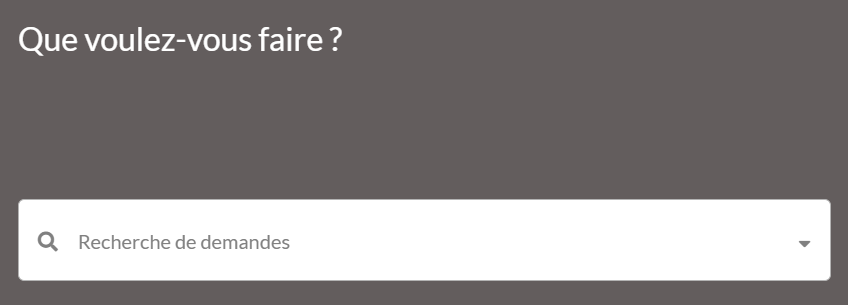 Que voulez-vous faire ?
Recherche de demandes